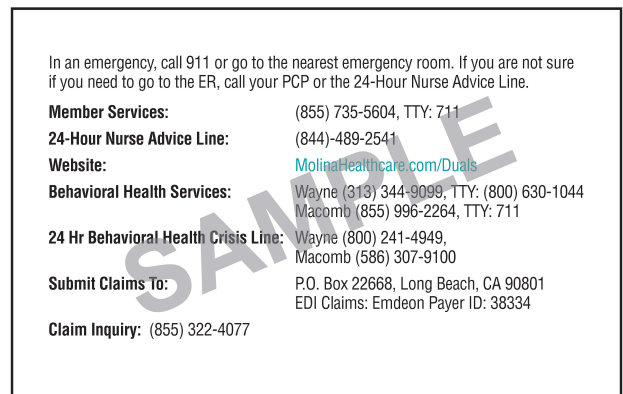 In an emergency, call 911 or go to the nearest emergency room. If you are not sure
if you need to go to the ER, call your PCP or the 24-Hour Nurse Advice Line.
Member Services: (855) 735-5604, TTY: 711
24-Hour Nurse Advice Line: (844)-489-2541
Website: MolinaHealthcare.com/Duals
Behavioral Health Services: Wayne (313) 344-9099, TTY: (800) 630-1044
Macomb (855) 996-2264, TTY: 711
24 Hr Behavioral Health Crisis Line: Wayne (800) 241-4949,
Macomb (586) 307-9100
Submit Claims To: P.O. Box 22668, Long Beach, CA 90801
EDI Claims: Emdeon Payer ID: 38334
Claim Inquiry: (855) 322-4077
SAMPLE